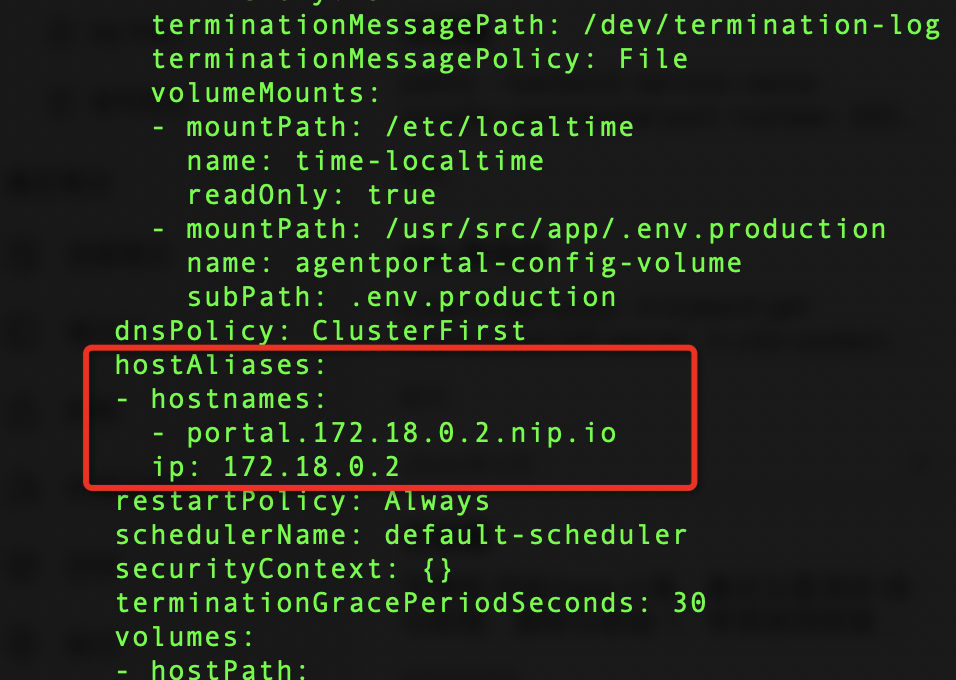 terminationMessagePath: /dev/termination-log
terminationMessagePolicy: File
volumeMounts:
- mountPath: /etc/localtime
name: time-localtime
readOnly: true
- mountPath: /usr/src/app/.env.production
name: agentportal-config-volume
subPath: .env.production
dnsPolicy: ClusterFirst
hostAliases:
- hostnames:
- portal.172.18.0.2.nip.io
ip: 172.18.0.2
restartPolicy: Always
schedulerName: default-scheduler
securityContext: {}
terminationGracePeriodSeconds: 30
volumes:
- hostPath: